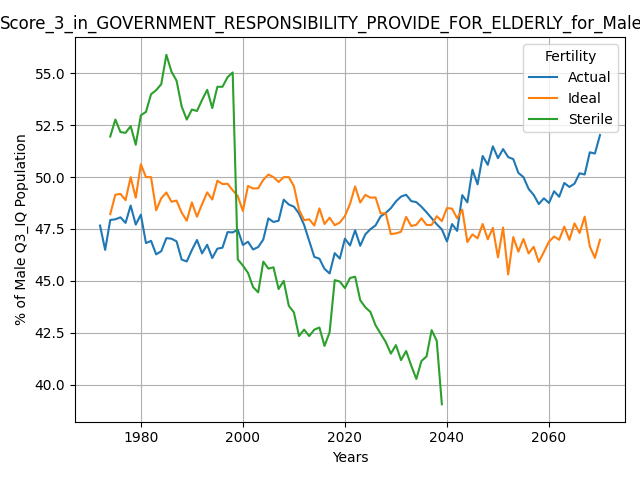 Score_3_in_GOVERNMENT_RESPONSIBILITY_PROVIDE_FOR_ELDERLY_for_Male
Fertility
Actual
Ideal
Sterile
% of Male Q3_IQ Population
55.0
52.5
50.0
47.5
45.0
42.5
40.0
1980 2000 2020 2040 2060
Years